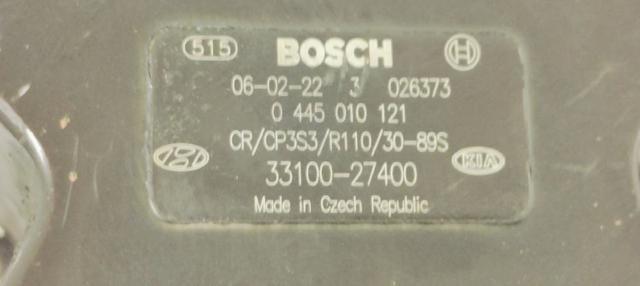 515 BOSCH
06-02-22 3 026373
0 445 010 121
CR/CP3S3/R110/30-89S
KIA
33100-27400
Made in Czech Republic